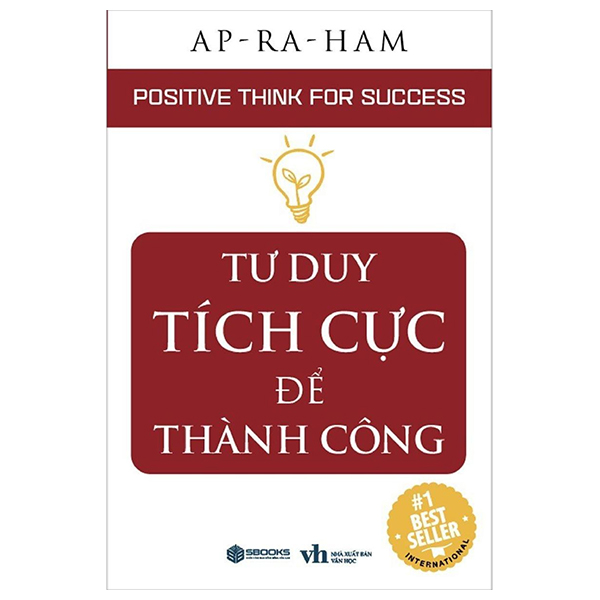 AP-RA-HAM
POSITIVE THINK FOR SUCCESS
TƯ DUY
TÍCH CỰC
ĐỂ
THÀNH CÔNG
#1
BEST
SELLER
INTERNATIONAL
SBOOKS
vh
NHÀ XUẤT BẢN
VĂN HỌC